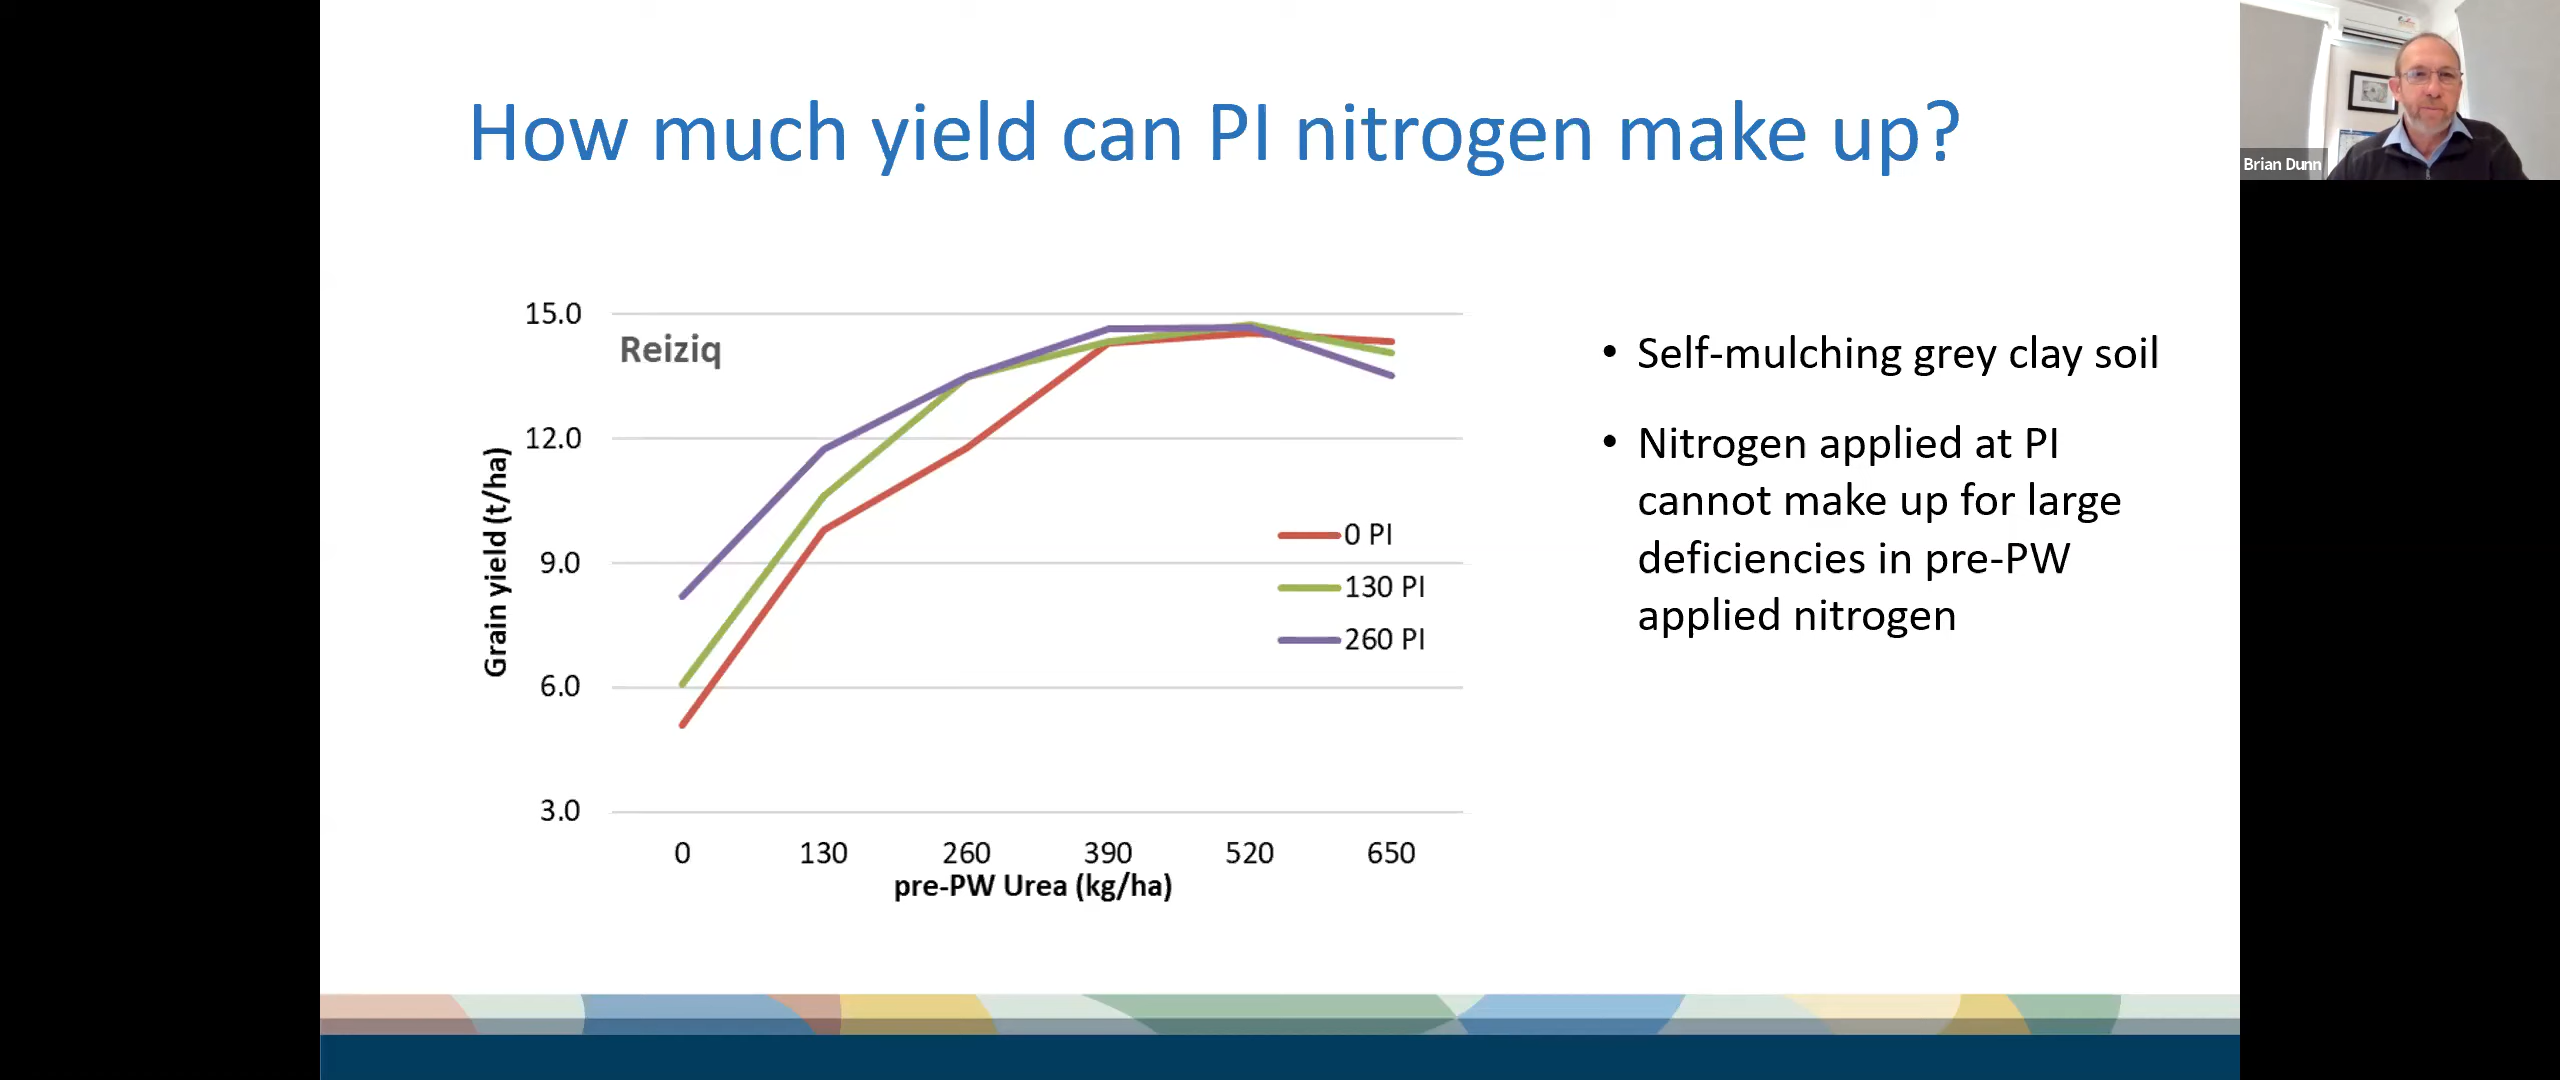 How much yield can PI nitrogen make up?
Brian Dunn
Reiziq
15.0
12.0
9.0
6.0
3.0
Grain yield (t/ha)
0 PI
130 PI
260 PI
0 130 260 390 520 650
pre-PW Urea (kg/ha)
• Self-mulching grey clay soil
• Nitrogen applied at PI
cannot make up for large
deficiencies in pre-PW
applied nitrogen